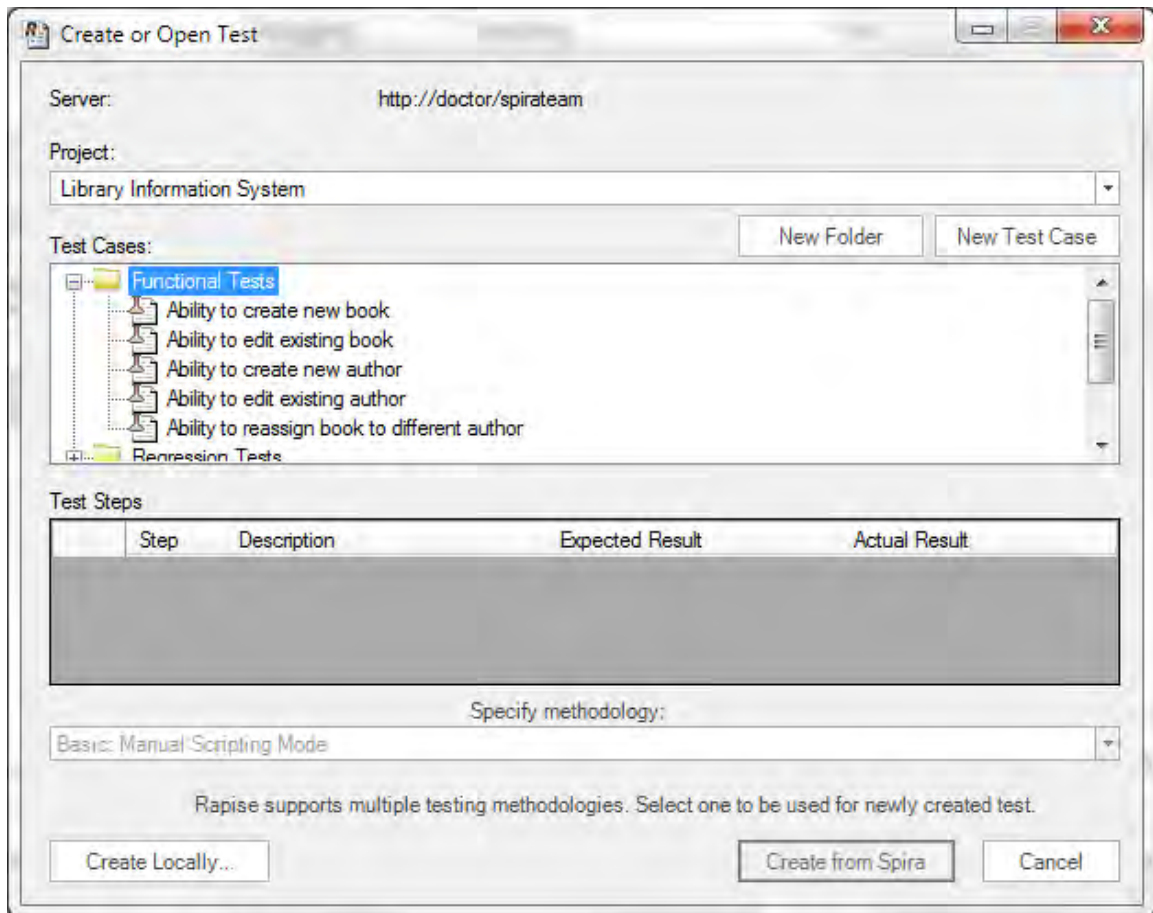 Create or Open Test
Server: http://doctor/spirateam
Project:
Library Information System
New Folder New Test Case
Test Cases:
Functional Tests
Ability to create new book
Ability to edit existing book
Ability to create new author
Ability to edit existing author
Ability to reassign book to different author
Regression Tests
Test Steps
Step Description Expected Result Actual Result
Specify methodology:
Basic: Manual Scripting Mode
Rapise supports multiple testing methodologies. Select one to be used for newly created test.
Create Locally... Create from Spira Cancel